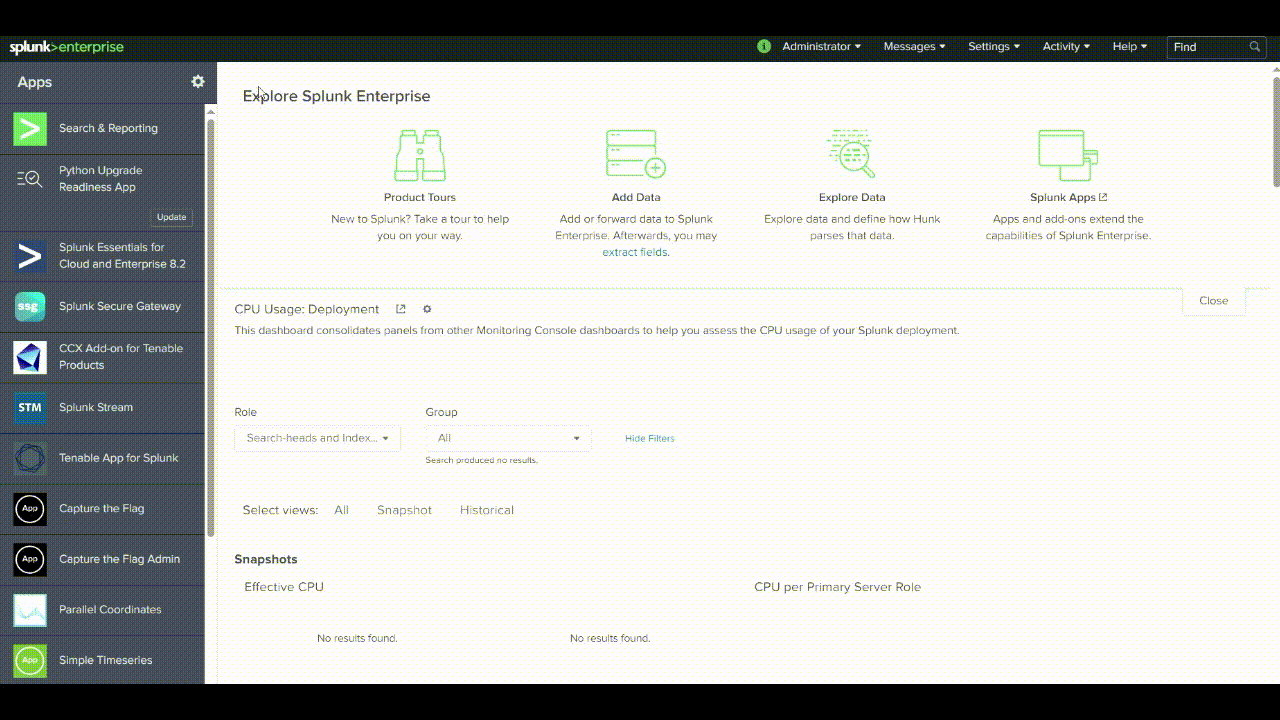 splunk>enterprise
i Administrator Messages Settings Activity Help Find
Apps
Search & Reporting
Python Upgrade
Readiness App
Update
Splunk Essentials for
Cloud and Enterprise 8.2
ssg Splunk Secure Gateway
CCX Add-on for Tenable
Products
STM Splunk Stream
Tenable App for Splunk
App Capture the Flag
App Capture the Flag Admin
Parallel Coordinates
App Simple Timeseries
Explore Splunk Enterprise
Product Tours
New to Splunk? Take a tour to help
you on your way.
Add Data
Add or forward data to Splunk
Enterprise. Afterwards, you may
extract fields.
Explore Data
Explore data and define how Hunk
parses that data.
Splunk Apps
Apps and add-ons extend the
capabilities of Splunk Enterprise.
Close
CPU Usage: Deployment
This dashboard consolidates panels from other Monitoring Console dashboards to help you assess the CPU usage of your Splunk deployment.
Role
Search-heads and Index...
Group
All
Search produced no results.
Hide Filters
Select views: All Snapshot Historical
Snapshots
Effective CPU
No results found. No results found.
CPU per Primary Server Role